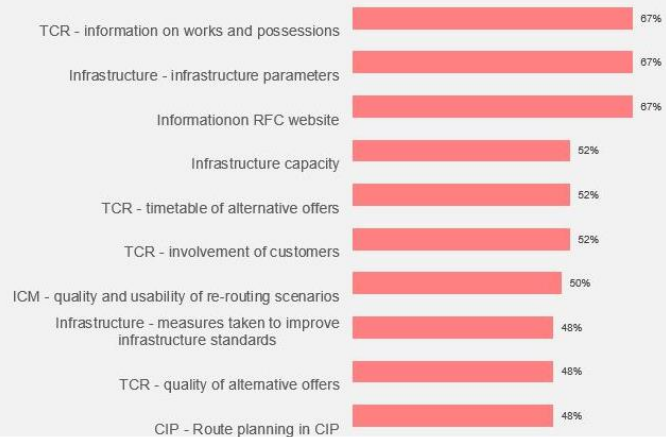 TCR - information on works and possessions
67%
Infrastructure - infrastructure parameters
67%
Informationon RFC website
67%
Infrastructure capacity
52%
TCR - timetable of alternative offers
52%
TCR - involvement of customers
52%
ICM - quality and usability of re-routing scenarios
50%
Infrastructure - measures taken to improve
infrastructure standards
48%
TCR - quality of alternative offers
48%
CIP - Route planning in CIP
48%